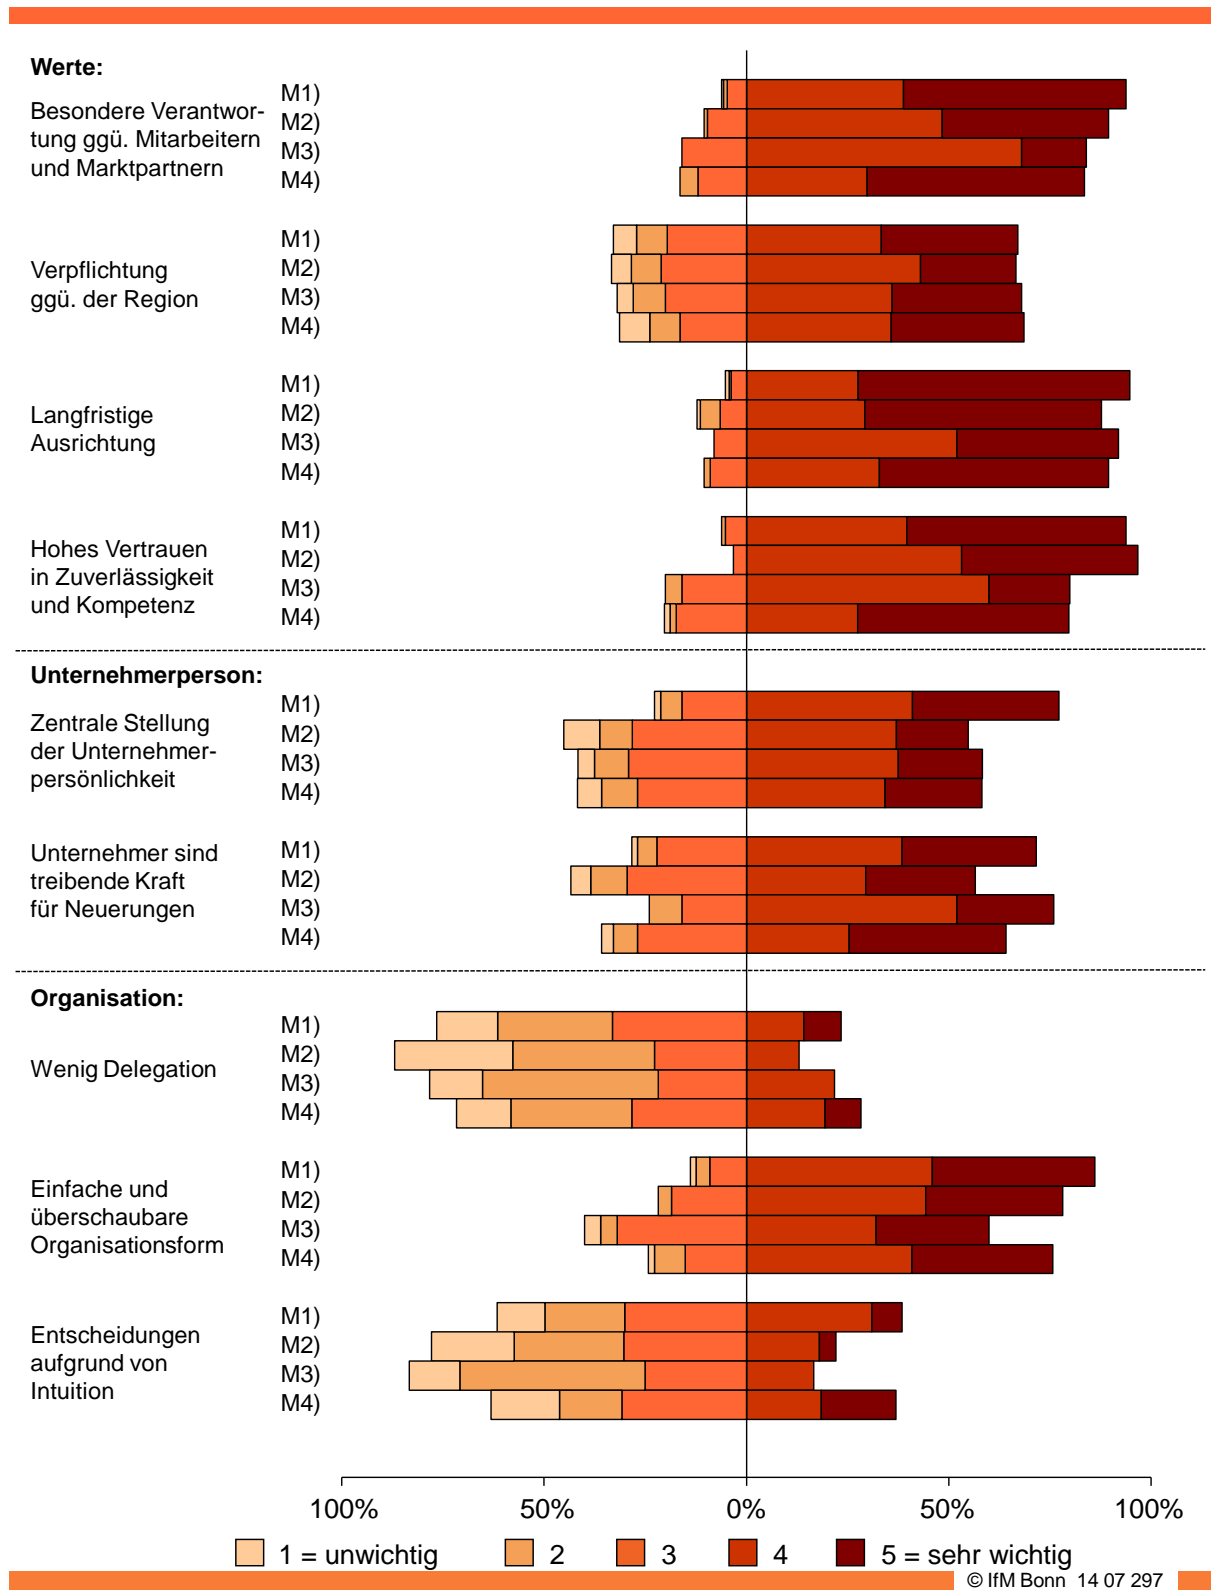 Werte:
Besondere Verantwor-
tung ggü. Mitarbeitern
und Marktpartnern
M1)
M2)
M3)
M4)
Verpflichtung
ggü. der Region
M1)
M2)
M3)
M4)
Langfristige
Ausrichtung
M1)
M2)
M3)
M4)
Hohes Vertrauen
in Zuverlässigkeit
und Kompetenz
M1)
M2)
M3)
M4)
Unternehmerperson:
Zentrale Stellung
der Unternehmer-
persönlichkeit
M1)
M2)
M3)
M4)
Unternehmer sind
treibende Kraft
für Neuerungen
M1)
M2)
M3)
M4)
Organisation:
Wenig Delegation
M1)
M2)
M3)
M4)
Einfache und
überschaubare
Organisationsform
M1)
M2)
M3)
M4)
Entscheidungen
aufgrund von
Intuition
M1)
M2)
M3)
M4)
100% 50% 0% 50% 100%
1 = unwichtig 2 3 4 5 = sehr wichtig
© IfM Bonn 14 07 297